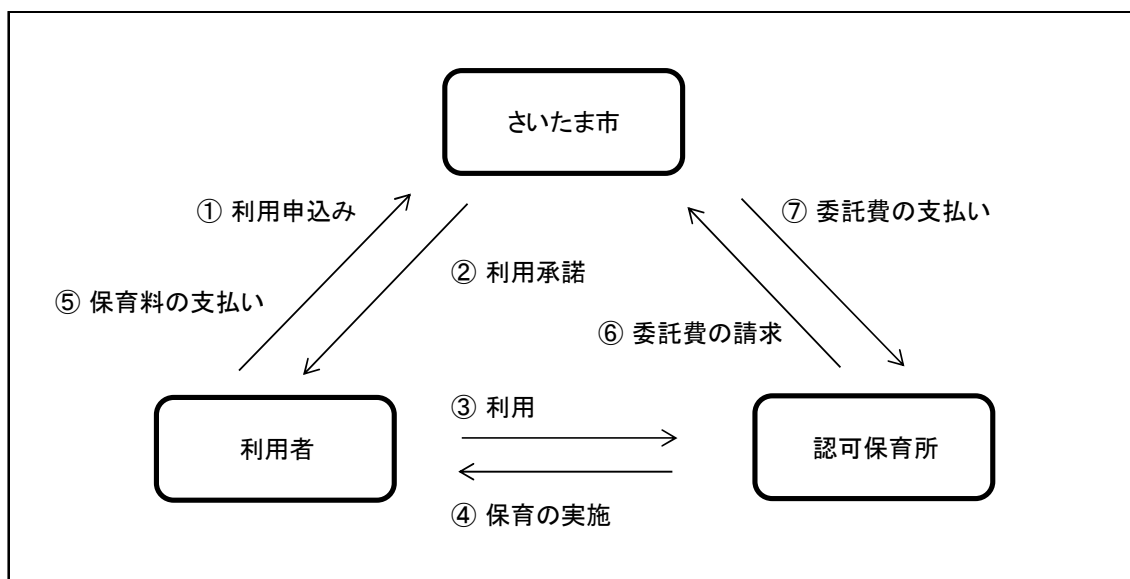 さいたま市
① 利用申込み
⑦ 委託費の支払い
② 利用承諾
⑤ 保育料の支払い
⑥ 委託費の請求
③ 利用
利用者
認可保育所
④ 保育の実施